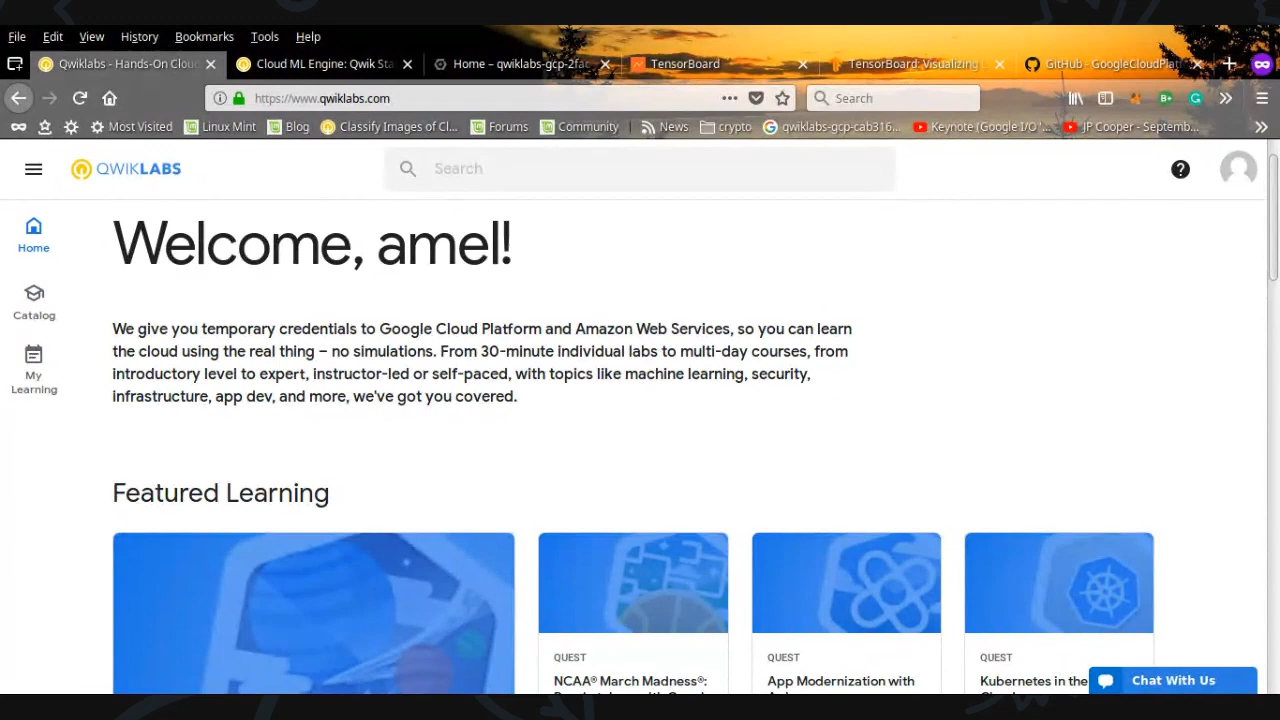 File Edit View History Bookmarks Tools Help
Qwiklabs - Hands-On Cloud
Cloud ML Engine: Qwik Sta
Home – qwiklabs-gcp-2fac
TensorBoard
TensorBoard: Visualizing L
GitHub - GoogleCloudPlatf
https://www.qwiklabs.com
Search
Most Visited
Linux Mint
Blog
Classify Images of Cl...
Forums
Community
News
crypto
qwiklabs-gcp-cab316...
Keynote (Google I/O '...
JP Cooper - Septemb...
QWIKLABS
Search
Home
Catalog
My
Learning
Welcome, amel!
We give you temporary credentials to Google Cloud Platform and Amazon Web Services, so you can learn
the cloud using the real thing – no simulations. From 30-minute individual labs to multi-day courses, from
introductory level to expert, instructor-led or self-paced, with topics like machine learning, security,
infrastructure, app dev, and more, we've got you covered.
Featured Learning
QUEST
NCAA® March Madness®:
QUEST
App Modernization with
QUEST
Kubernetes in the
Chat With Us